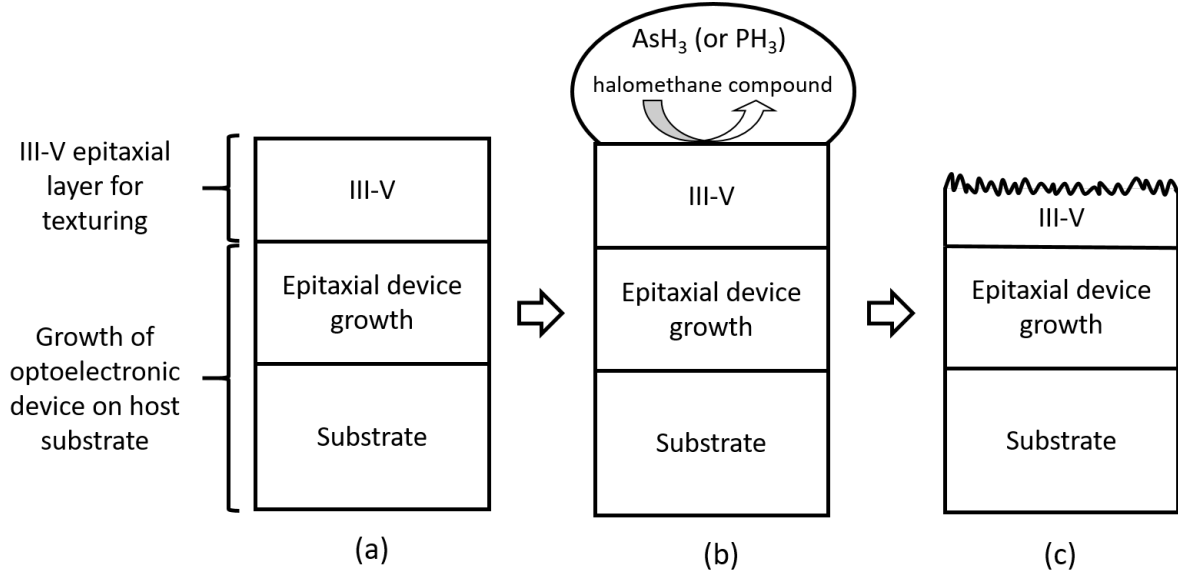 III-V epitaxial
layer for
texturing
Growth of
optoelectronic
device on host
substrate
III-V
Epitaxial device
growth
Substrate
(a)
AsH₃ (or PH₃)
halomethane compound
III-V
Epitaxial device
growth
Substrate
(b)
III-V
Epitaxial device
growth
Substrate
(c)